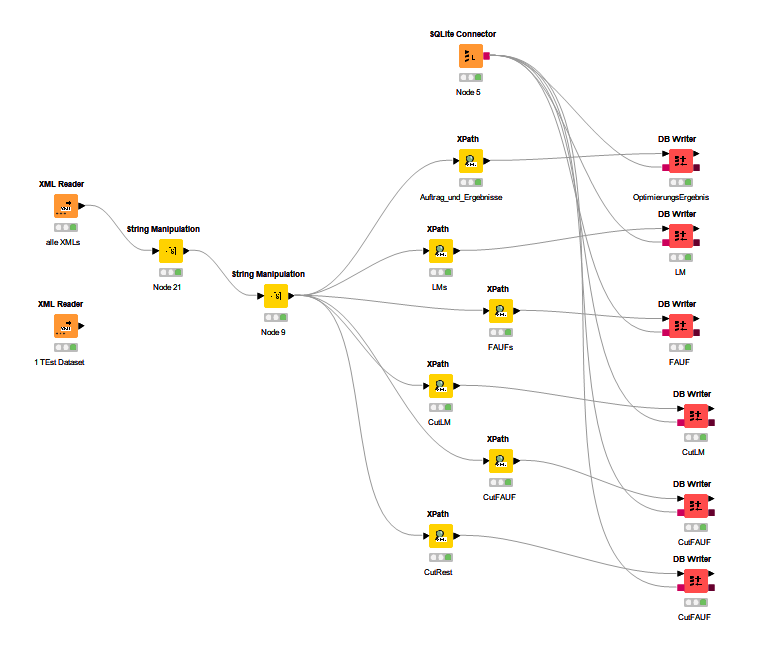 SQLite Connector
Node 5
XPath
Auftrag_und_Ergebnisse
DB Writer
OptimierungsErgebnis
XML Reader
alle XMLs
String Manipulation
Node 21
DB Writer
LM
XPath
LMs
String Manipulation
Node 9
XPath
FAUFs
XML Reader
1 TEst Dataset
DB Writer
FAUF
XPath
CutLM
DB Writer
CutLM
XPath
CutFAUF
DB Writer
CutFAUF
XPath
CutRest
DB Writer
CutFAUF